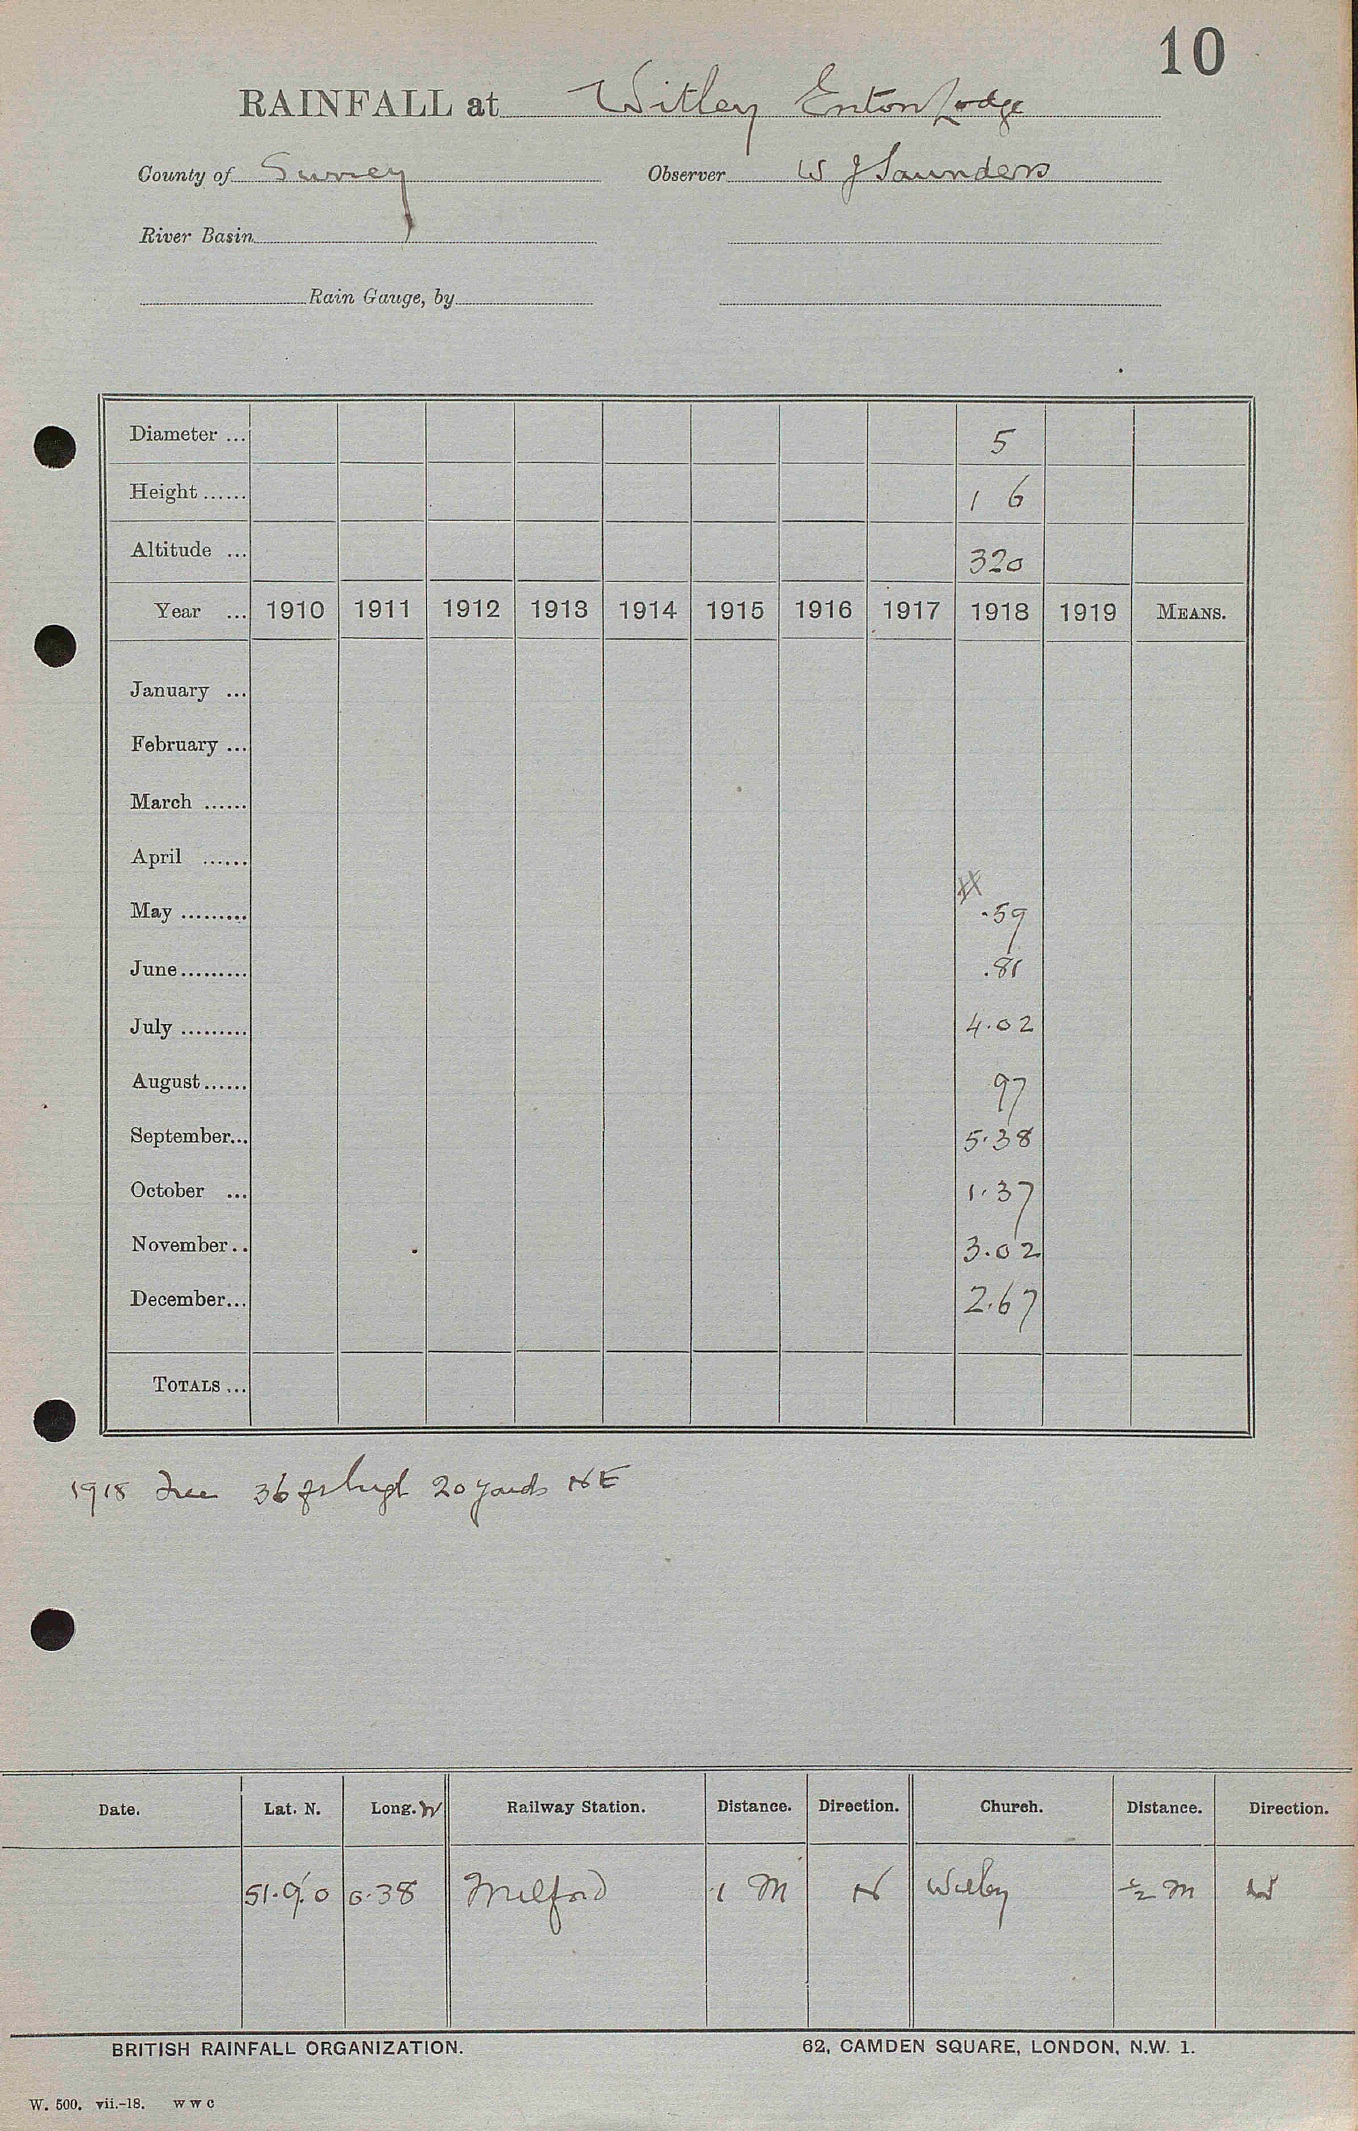 10
RAINFALL at Witley Enton Lodge
County of Surrey Observer W J Saunders
River Basin
Rain Gauge, by
Diameter ... 5
Height ...... 1 6
Altitude ... 320
Year ... 1910 1911 1912 1913 1914 1915 1916 1917 1918 1919 MEANS.
January ...
February ...
March ......
April ......
May ......... .59
June ......... .81
July ......... 4.02
August ...... 97
September... 5.38
October ... 1.37
November.. 3.02
December... 2.67
TOTALS ...
1918 Tree 36 ft high 20 yards NE
Date. Lat. N. Long. W Railway Station. Distance. Direction. Church. Distance. Direction.
51.9.0 0.38 Milford 1 M N Witley ½ m W
BRITISH RAINFALL ORGANIZATION. 62, CAMDEN SQUARE, LONDON, N.W. 1.
W. 500. vii.-18. W W C